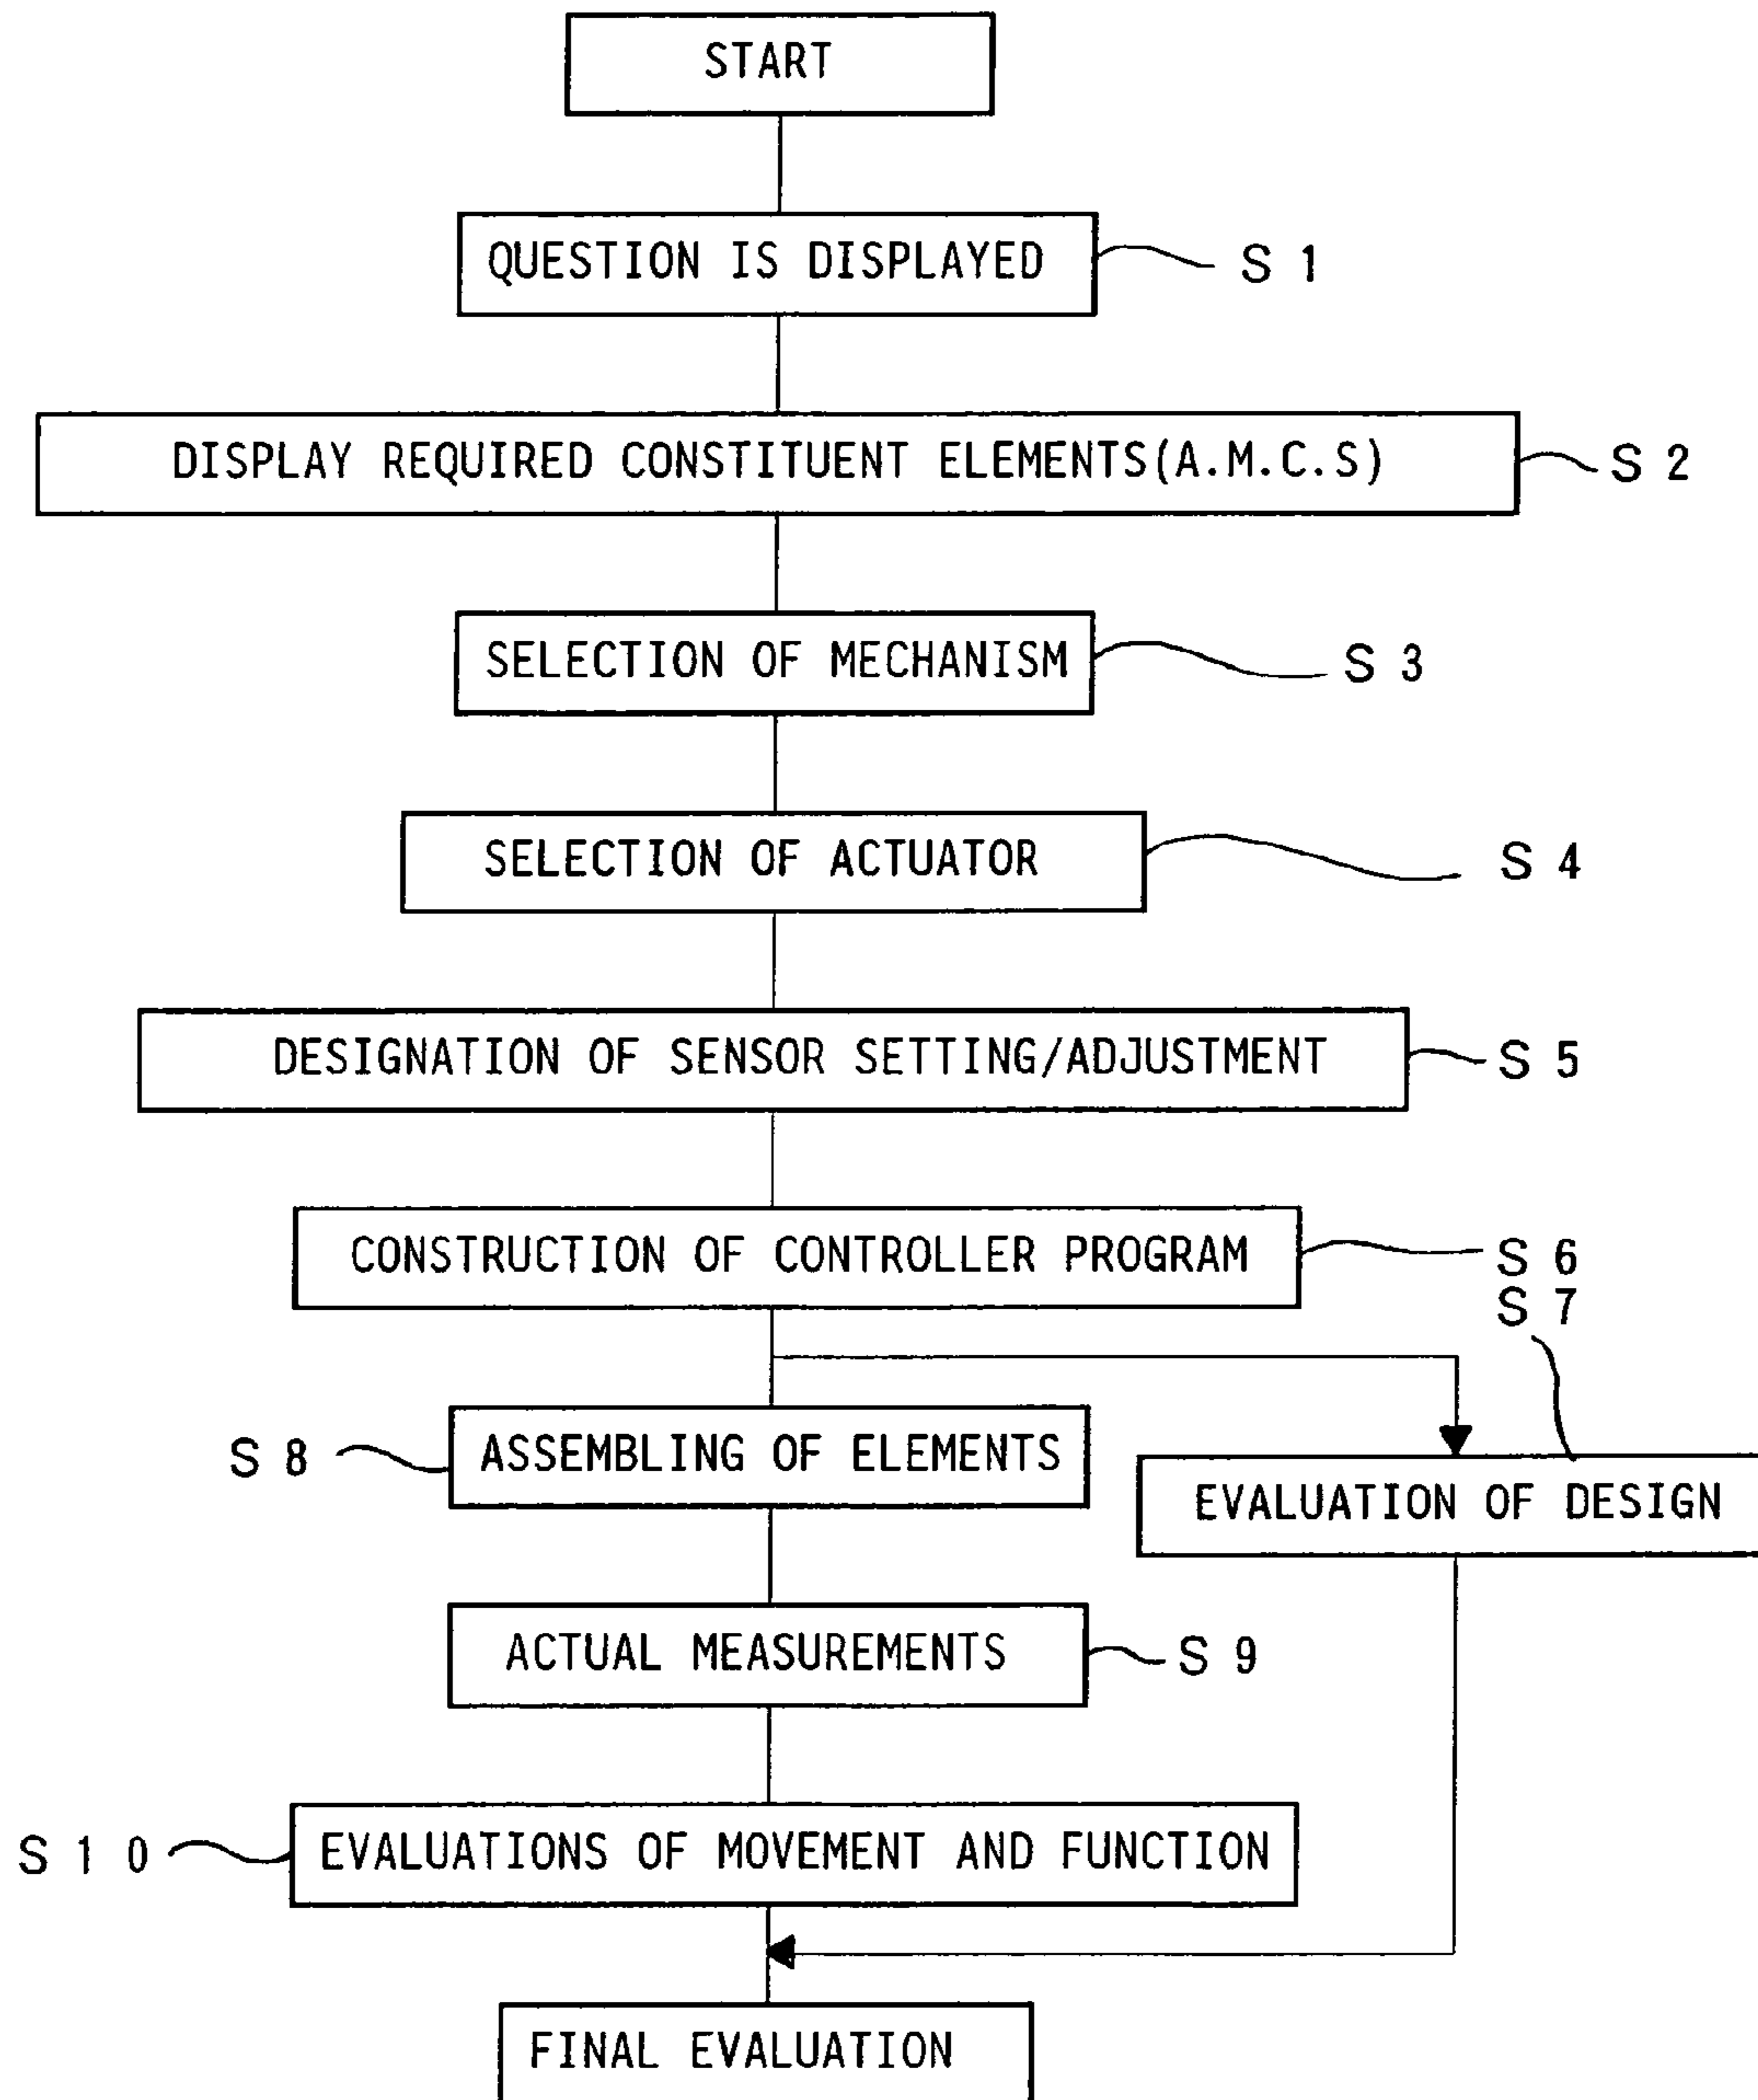 START
QUESTION IS DISPLAYED
S 1
DISPLAY REQUIRED CONSTITUENT ELEMENTS(A.M.C.S)
S 2
SELECTION OF MECHANISM
S 3
SELECTION OF ACTUATOR
S 4
DESIGNATION OF SENSOR SETTING/ADJUSTMENT
S 5
CONSTRUCTION OF CONTROLLER PROGRAM
S 6
S 7
S 8
ASSEMBLING OF ELEMENTS
EVALUATION OF DESIGN
ACTUAL MEASUREMENTS
S 9
S 1 0
EVALUATIONS OF MOVEMENT AND FUNCTION
FINAL EVALUATION